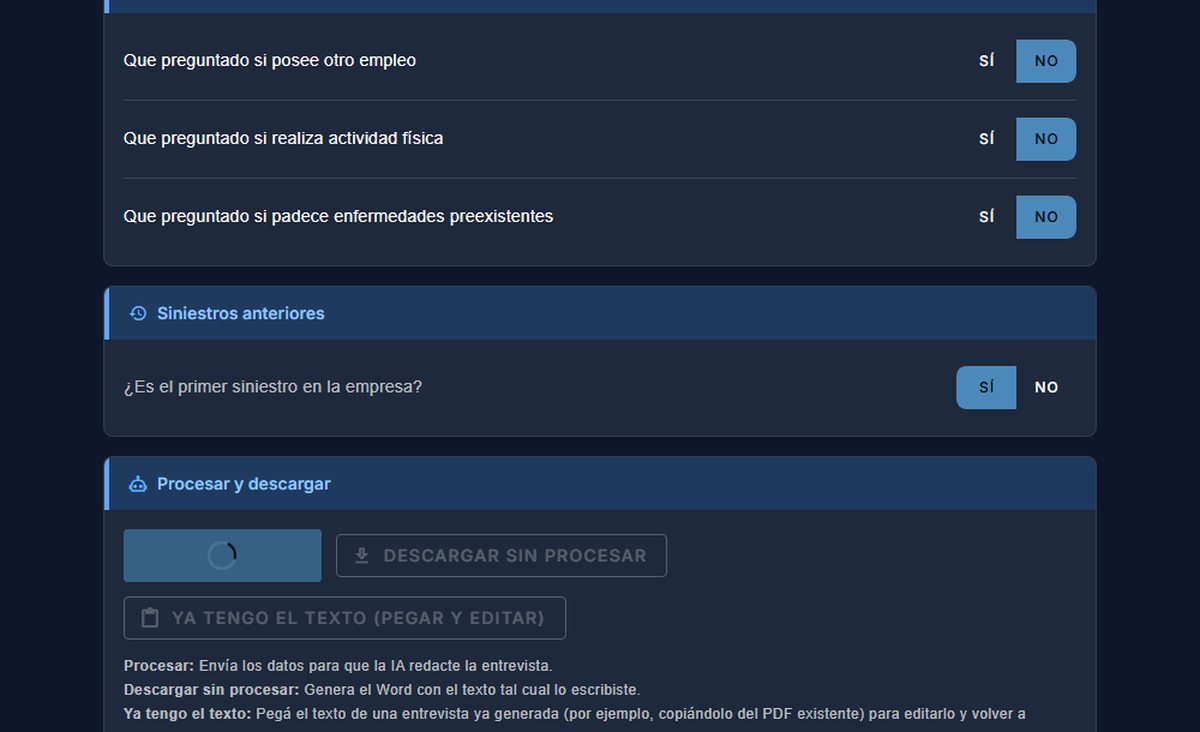 Que preguntado si posee otro empleo SÍ NO
Que preguntado si realiza actividad física SÍ NO
Que preguntado si padece enfermedades preexistentes SÍ NO
Siniestros anteriores
¿Es el primer siniestro en la empresa? SÍ NO
Procesar y descargar
DESCARGAR SIN PROCESAR
YA TENGO EL TEXTO (PEGAR Y EDITAR)
Procesar: Envía los datos para que la IA redacte la entrevista.
Descargar sin procesar: Genera el Word con el texto tal cual lo escribiste.
Ya tengo el texto: Pegá el texto de una entrevista ya generada (por ejemplo, copiándolo del PDF existente) para editarlo y volver a